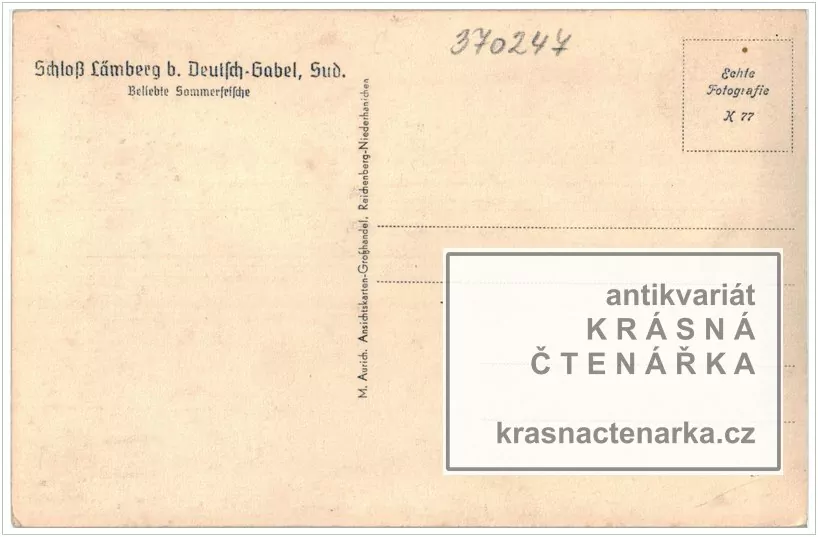 370247
Schloß Lämberg b. Deutsch-Gabel, Sud.
Beliebte Sommerfrische
Echte
Fotografie
K 77
M. Aurich. Ansichtskarten-Großhandel, Reichenberg-Niederhanichen
antikvariát
KRÁSNÁ
ČTENÁŘKA
krasnactenarka.cz